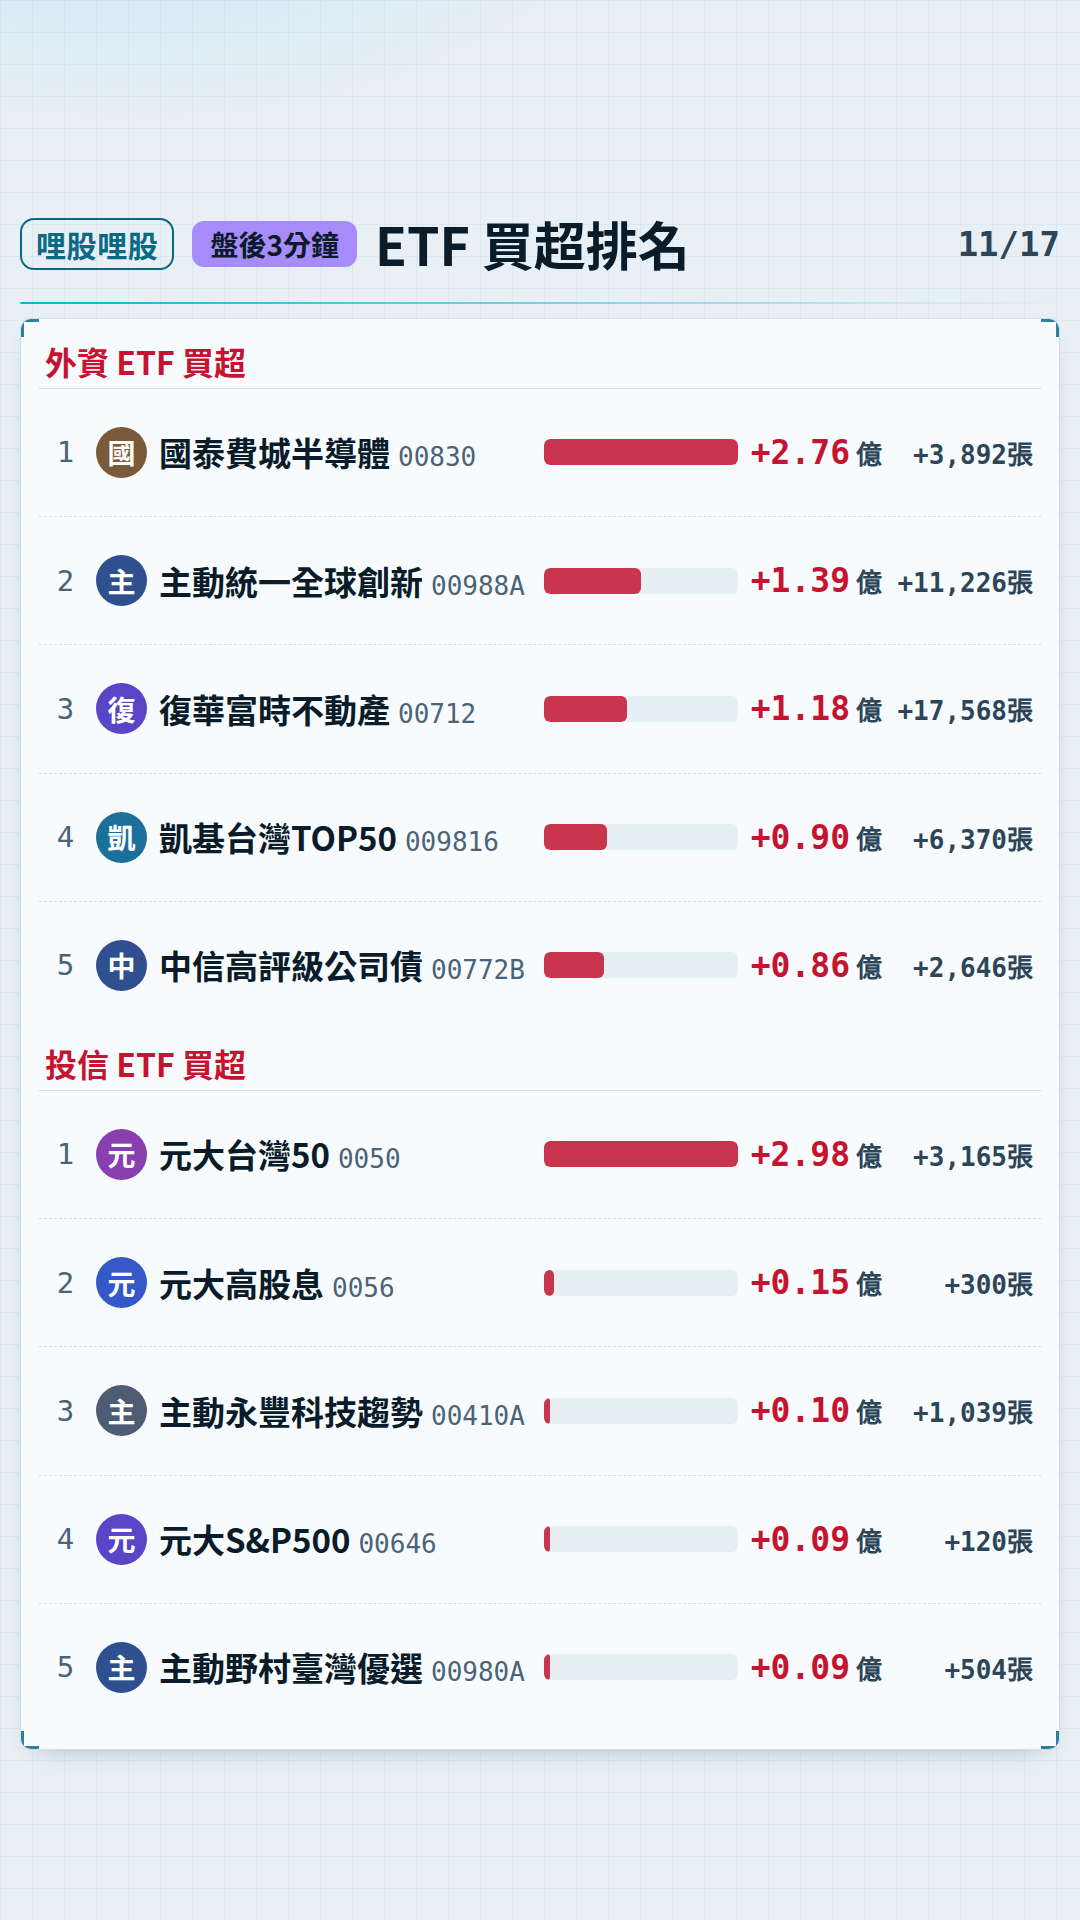 哩股哩股 盤後3分鐘 ETF 買超排名 11/17
外資 ETF 買超
1 國 國泰費城半導體 00830 +2.76 億 +3,892張
2 主 主動統一全球創新 00988A +1.39 億 +11,226張
3 復 復華富時不動產 00712 +1.18 億 +17,568張
4 凱 凱基台灣TOP50 009816 +0.90 億 +6,370張
5 中 中信高評級公司債 00772B +0.86 億 +2,646張
投信 ETF 買超
1 元 元大台灣50 0050 +2.98 億 +3,165張
2 元 元大高股息 0056 +0.15 億 +300張
3 主 主動永豐科技趨勢 00410A +0.10 億 +1,039張
4 元 元大S&P500 00646 +0.09 億 +120張
5 主 主動野村臺灣優選 00980A +0.09 億 +504張